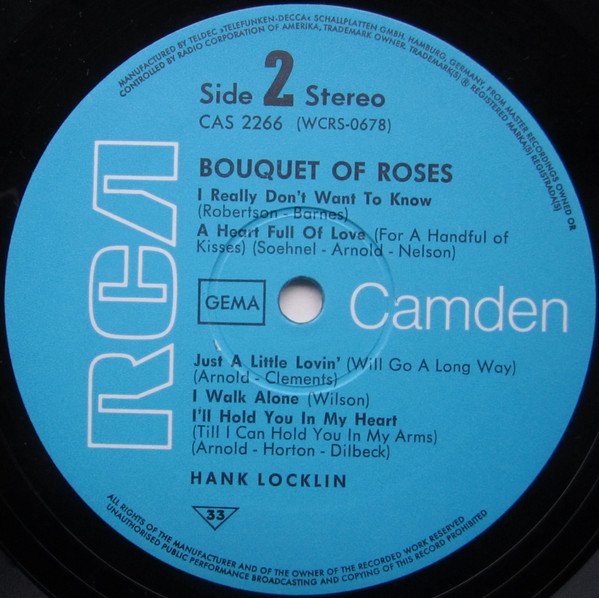 MANUFACTURED BY TELDEC »TELEFUNKEN-DECCA« SCHALLPLATTEN GMBH. HAMBURG, GERMANY, FROM MASTER RECORDINGS OWNED OR
CONTROLLED BY RADIO CORPORATION OF AMERIKA, TRADEMARK OWNER. TRADEMARK(S) ® REGISTERED MARKA(S) REGISTRADA(S)
Side 2 Stereo
CAS 2266 (WCRS-0678)
BOUQUET OF ROSES
I Really Don't Want To Know
(Robertson - Barnes)
A Heart Full Of Love (For A Handful of
Kisses) (Soehnel - Arnold - Nelson)
RCA
GEMA
Camden
Just A Little Lovin' (Will Go A Long Way)
(Arnold - Clements)
I Walk Alone (Wilson)
I'll Hold You In My Heart
(Till I Can Hold You In My Arms)
(Arnold - Horton - Dilbeck)
HANK LOCKLIN
33
ALL RIGHTS OF THE MANUFACTURER AND OF THE OWNER OF THE RECORDED WORK RESERVED
UNAUTHORISED PUBLIC PERFORMANCE BROADCASTING AND COPYING OF THIS RECORD PROHIBITED